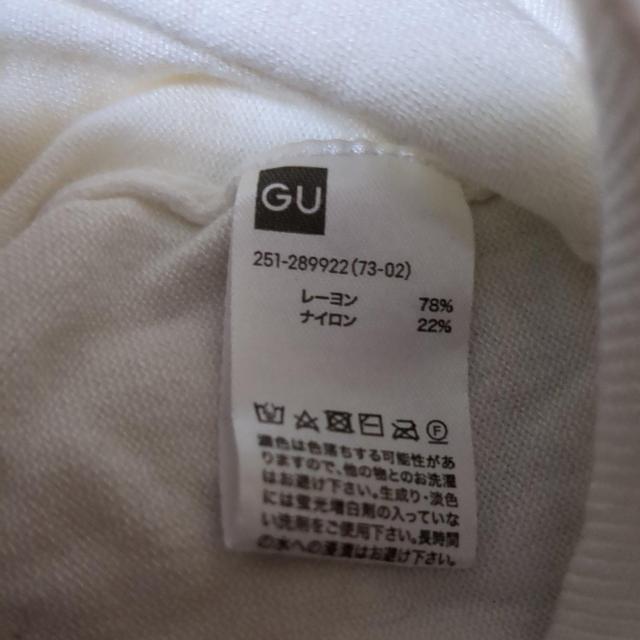 GU
251-289922(73-02)
レーヨン 78%
ナイロン 22%
F
濃色は色落ちする可能性があ
りますので、他の物とのお洗濯
はお避け下さい。生成り・淡色
には蛍光増白剤の入っていな
い洗剤をご使用下さい。長時間
の水への浸漬はお避け下さい。